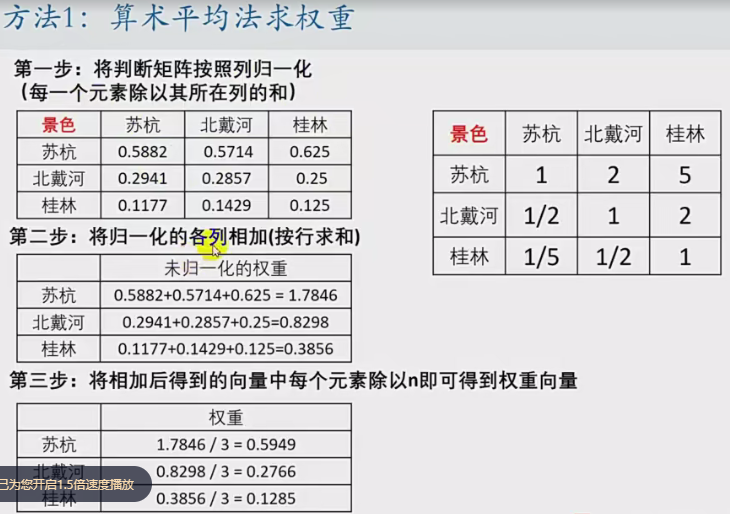 方法1：算术平均法求权重
第一步：将判断矩阵按照列归一化
（每一个元素除以其所在列的和）
景色 苏杭 北戴河 桂林
苏杭 0.5882 0.5714 0.625
北戴河 0.2941 0.2857 0.25
桂林 0.1177 0.1429 0.125
景色 苏杭 北戴河 桂林
苏杭 1 2 5
北戴河 1/2 1 2
桂林 1/5 1/2 1
第二步：将归一化的各列相加(按行求和)
未归一化的权重
苏杭 0.5882+0.5714+0.625 = 1.7846
北戴河 0.2941+0.2857+0.25=0.8298
桂林 0.1177+0.1429+0.125=0.3856
第三步：将相加后得到的向量中每个元素除以n即可得到权重向量
权重
苏杭 1.7846 / 3 = 0.5949
北戴河 0.8298 / 3 = 0.2766
已为您开启1.5倍速度播放
桂林 0.3856 / 3 = 0.1285